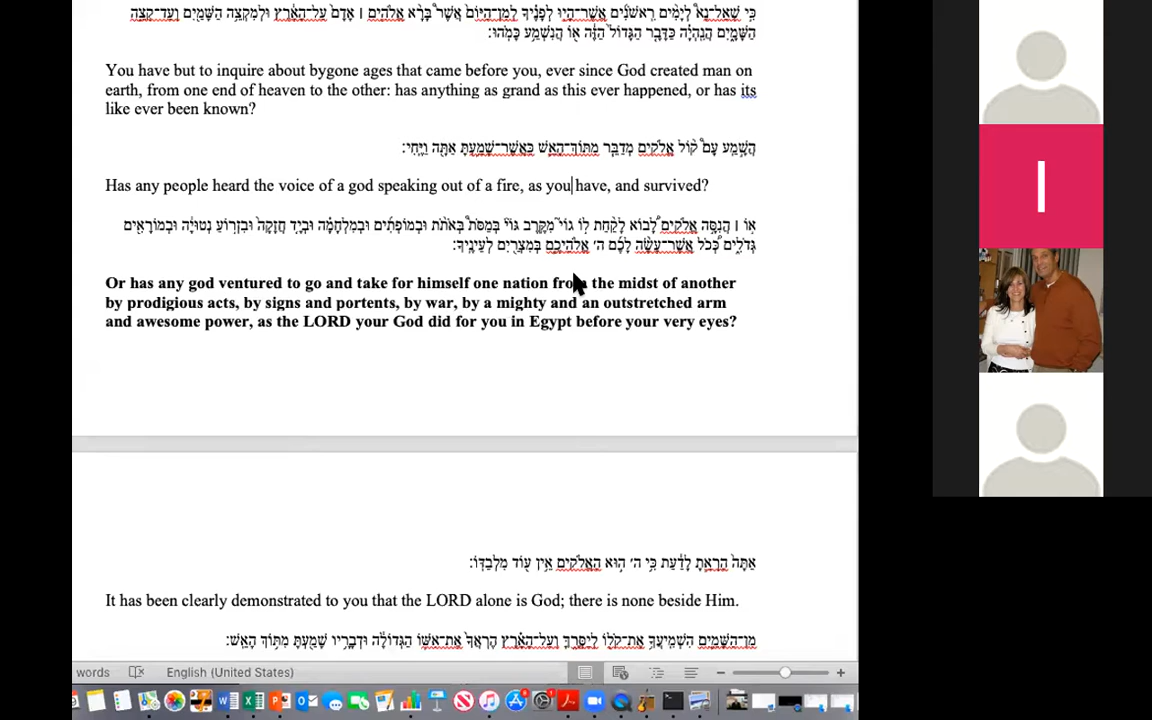 כִּי שְׁאַל־נָא֩ לְיָמִ֨ים רִֽאשֹׁנִ֜ים אֲשֶׁר־הָי֣וּ לְפָנֶ֗יךָ לְמִן־הַיּוֹם֙ אֲשֶׁר֩ בָּרָ֨א אֱלֹהִ֤ים ׀ אָדָם֙ עַל־הָאָ֔רֶץ וּלְמִקְצֵ֥ה הַשָּׁמַ֖יִם וְעַד־קְצֵ֣ה
הַשָּׁמָ֑יִם הֲנִֽהְיָ֗ה כַּדָּבָ֤ר הַגָּדוֹל֙ הַזֶּ֔ה א֖וֹ הֲנִשְׁמַ֥ע כָּמֹֽהוּ׃
You have but to inquire about bygone ages that came before you, ever since God created man on
earth, from one end of heaven to the other: has anything as grand as this ever happened, or has its
like ever been known?
הֲשָׁ֣מַֽע עָם֩ ק֨וֹל אֱלֹקִ֜ים מְדַבֵּ֧ר מִתּוֹךְ־הָאֵ֛שׁ כַּאֲשֶׁר־שָׁמַ֥עְתָּ אַתָּ֖ה וַיֶּֽחִי׃
Has any people heard the voice of a god speaking out of a fire, as you have, and survived?
א֣וֹ ׀ הֲנִסָּ֣ה אֱלֹקִ֗ים לָ֠בוֹא לָקַ֨חַת ל֣וֹ גוֹי֮ מִקֶּ֣רֶב גּוֹי֒ בְּמַסֹּת֩ בְּאֹתֹ֨ת וּבְמוֹפְתִ֜ים וּבְמִלְחָמָ֗ה וּבְיָ֤ד חֲזָקָה֙ וּבִזְר֣וֹעַ נְטוּיָ֔ה וּבְמוֹרָאִ֖ים
גְּדֹלִ֑ים כְּ֠כֹל אֲשֶׁר־עָשָׂ֨ה לָכֶ֜ם ה׳ אֱלֹהֵיכֶ֛ם בְּמִצְרַ֖יִם לְעֵינֶֽיךָ׃
Or has any god ventured to go and take for himself one nation from the midst of another
by prodigious acts, by signs and portents, by war, by a mighty and an outstretched arm
and awesome power, as the LORD your God did for you in Egypt before your very eyes?
אַתָּה֙ הָרְאֵ֣תָ לָדַ֔עַת כִּ֥י ה׳ ה֣וּא הָאֱלֹקִ֑ים אֵ֥ין ע֖וֹד מִלְבַדּֽוֹ׃
It has been clearly demonstrated to you that the LORD alone is God; there is none beside Him.
מִן־הַשָּׁמַ֛יִם הִשְׁמִֽיעֲךָ֥ אֶת־קֹל֖וֹ לְיַסְּרֶ֑ךָּ וְעַל־הָאָ֗רֶץ הֶרְאֲךָ֙ אֶת־אִשּׁ֣וֹ הַגְּדוֹלָ֔ה וּדְבָרָ֥יו שָׁמַ֖עְתָּ מִתּ֥וֹךְ הָאֵֽשׁ׃
words English (United States)
I